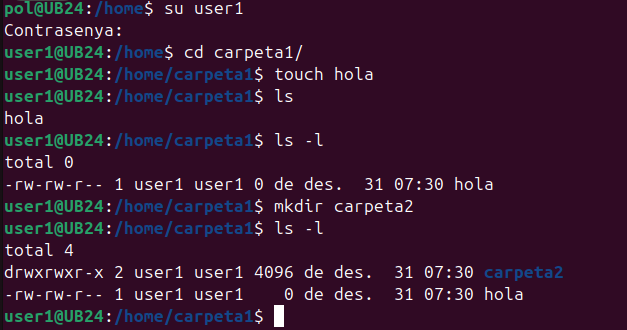 pol@UB24:/home$ su user1
Contrasenya:
user1@UB24:/home$ cd carpeta1/
user1@UB24:/home/carpeta1$ touch hola
user1@UB24:/home/carpeta1$ ls
hola
user1@UB24:/home/carpeta1$ ls -l
total 0
-rw-rw-r-- 1 user1 user1 0 de des.  31 07:30 hola
user1@UB24:/home/carpeta1$ mkdir carpeta2
user1@UB24:/home/carpeta1$ ls -l
total 4
drwxrwxr-x 2 user1 user1 4096 de des.  31 07:30 carpeta2
-rw-rw-r-- 1 user1 user1    0 de des.  31 07:30 hola
user1@UB24:/home/carpeta1$